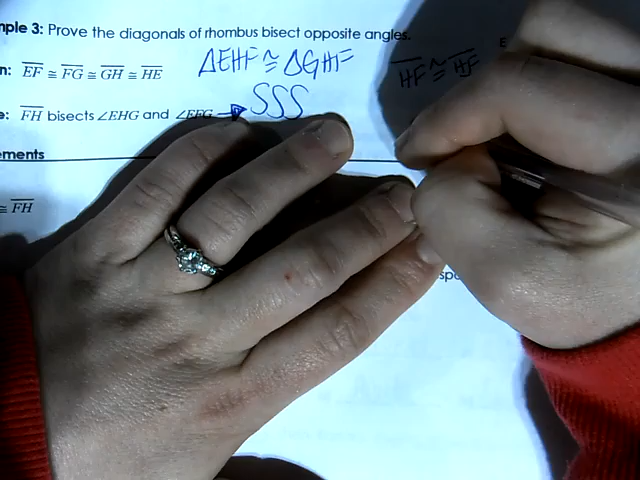 mple 3: Prove the diagonals of rhombus bisect opposite angles.
n: EF ≅ FG ≅ GH ≅ HE ΔEHF ≅ ΔGHF HF ≅ HF E
e: FH bisects ∠EHG and ∠EFG → SSS
ements
≅ FH
spo